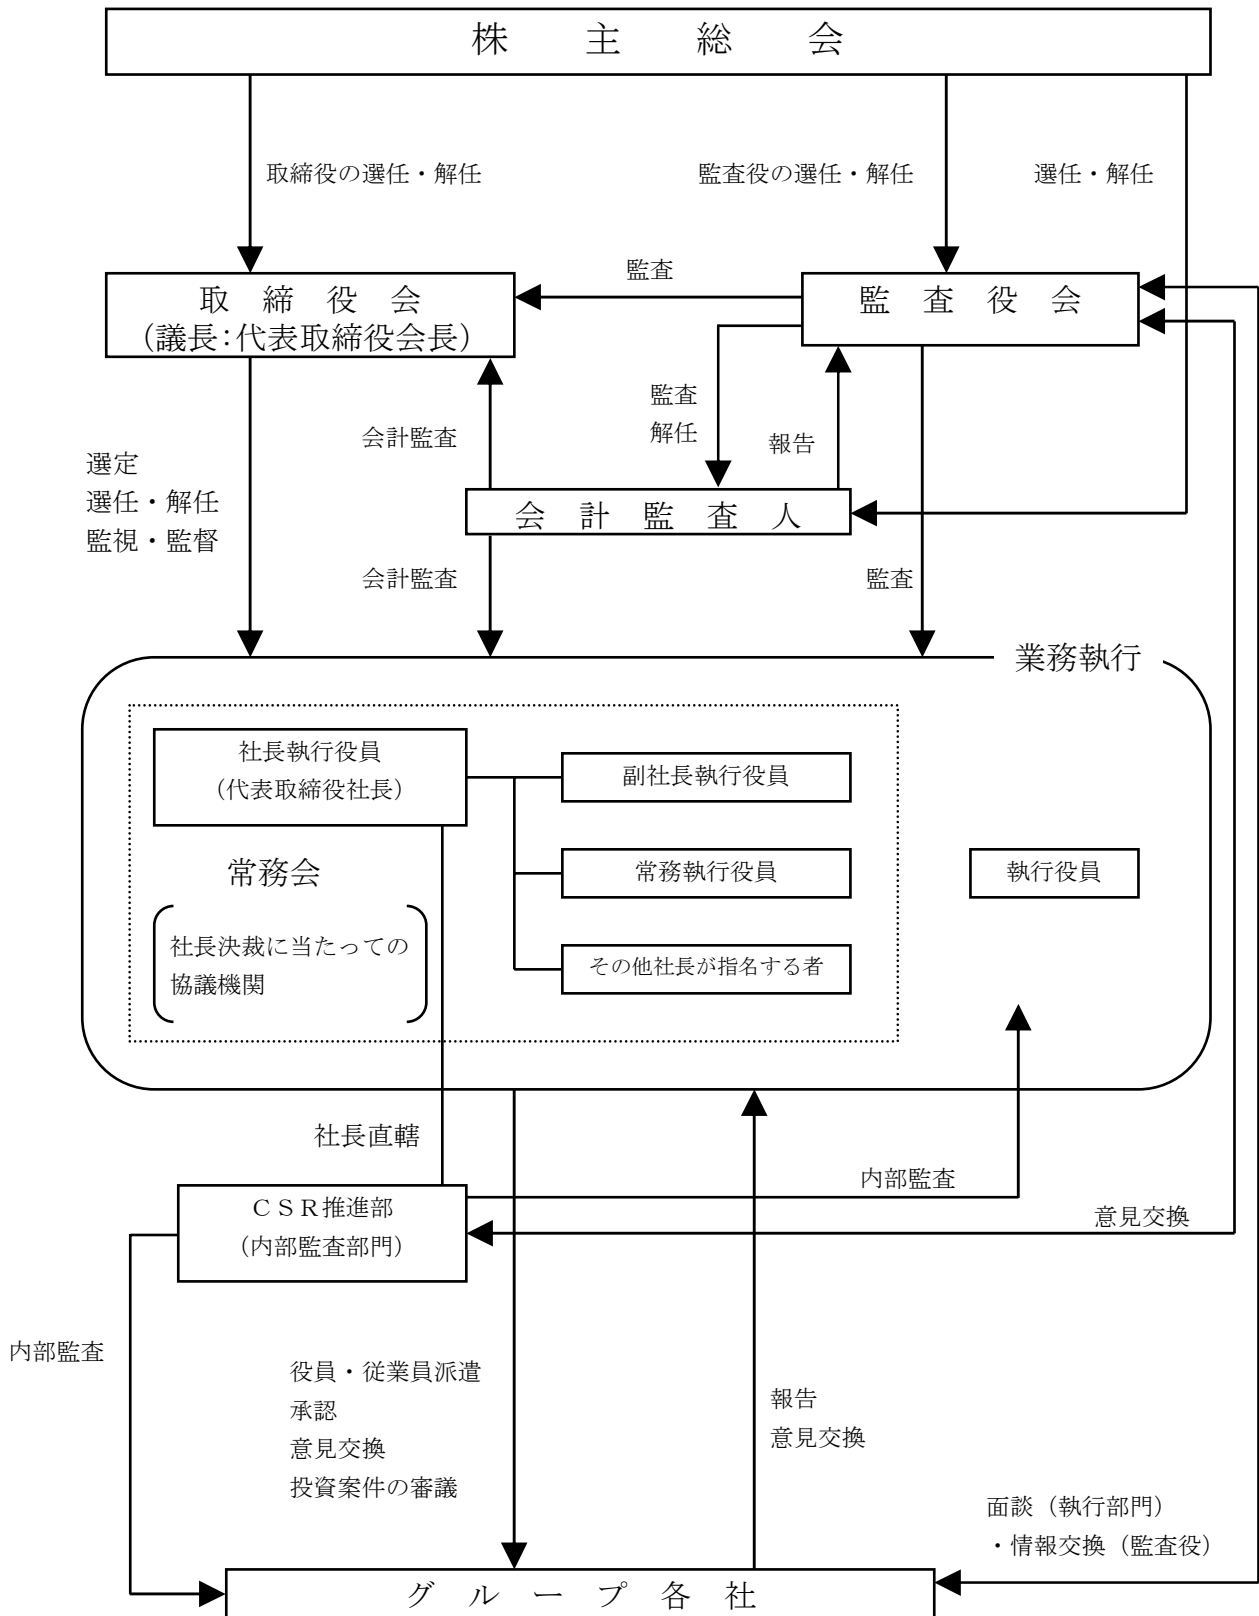 株主総会
取締役の選任・解任
監査役の選任・解任
選任・解任
監査
取締役会
（議長：代表取締役会長）
監査役会
監査
解任
報告
会計監査
選定
選任・解任
監視・監督
会計監査人
会計監査
監査
業務執行
社長執行役員
（代表取締役社長）
副社長執行役員
常務会
常務執行役員
執行役員
社長決裁に当たっての
協議機関
その他社長が指名する者
社長直轄
内部監査
ＣＳＲ推進部
（内部監査部門）
意見交換
内部監査
役員・従業員派遣
承認
意見交換
投資案件の審議
報告
意見交換
面談（執行部門）
・情報交換（監査役）
グループ各社